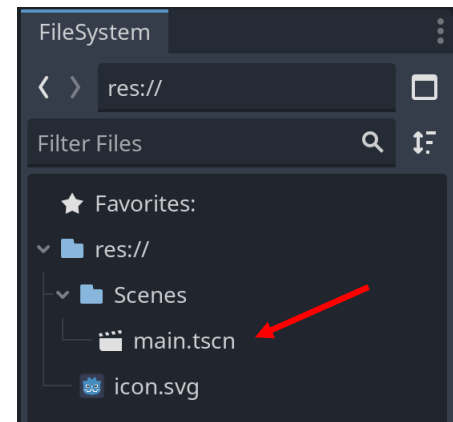 FileSystem
res://
Filter Files
Favorites:
res://
Scenes
main.tscn
icon.svg